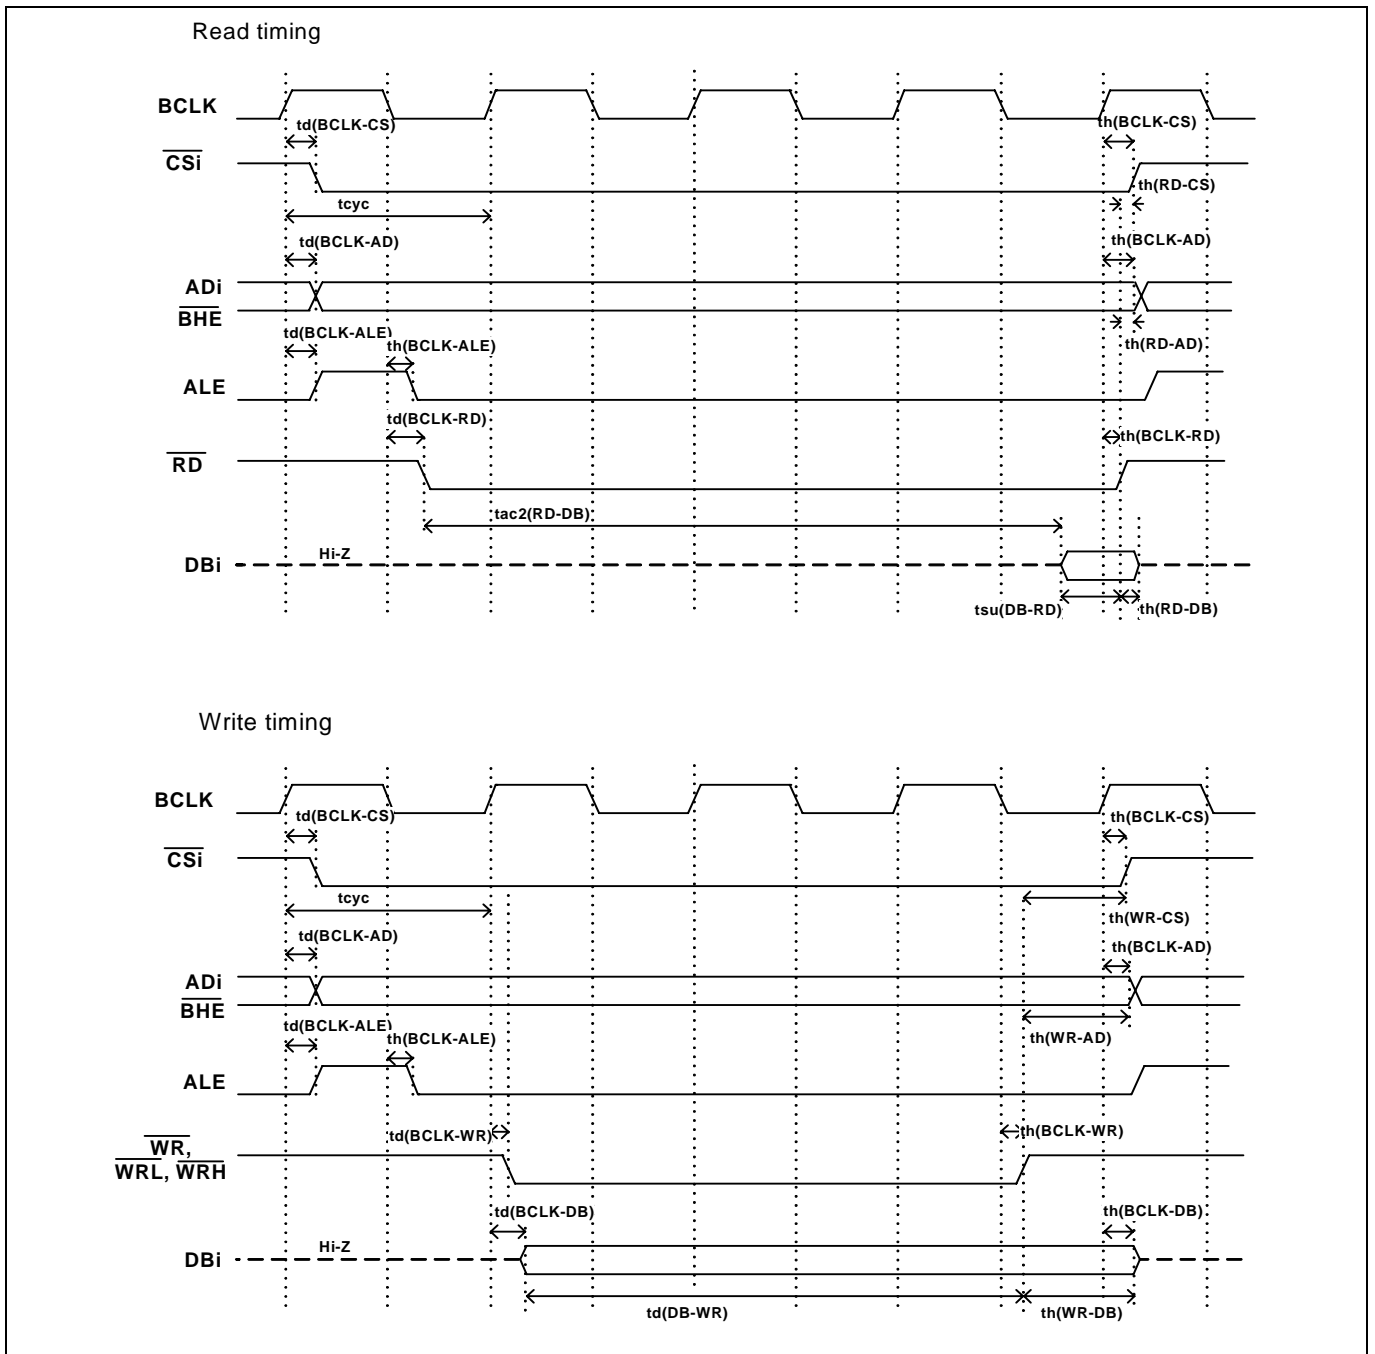 Read timing
BCLK
td(BCLK-CS)
th(BCLK-CS)
CSi
th(RD-CS)
tcyc
td(BCLK-AD)
th(BCLK-AD)
ADi
BHE
td(BCLK-ALE)
th(BCLK-ALE)
th(RD-AD)
ALE
td(BCLK-RD)
th(BCLK-RD)
RD
tac2(RD-DB)
Hi-Z
DBi
tsu(DB-RD)
th(RD-DB)
Write timing
BCLK
td(BCLK-CS)
th(BCLK-CS)
CSi
tcyc
th(WR-CS)
td(BCLK-AD)
th(BCLK-AD)
ADi
BHE
td(BCLK-ALE)
th(BCLK-ALE)
th(WR-AD)
ALE
td(BCLK-WR)
th(BCLK-WR)
WR,
WRL, WRH
td(BCLK-DB)
th(BCLK-DB)
Hi-Z
DBi
td(DB-WR)
th(WR-DB)